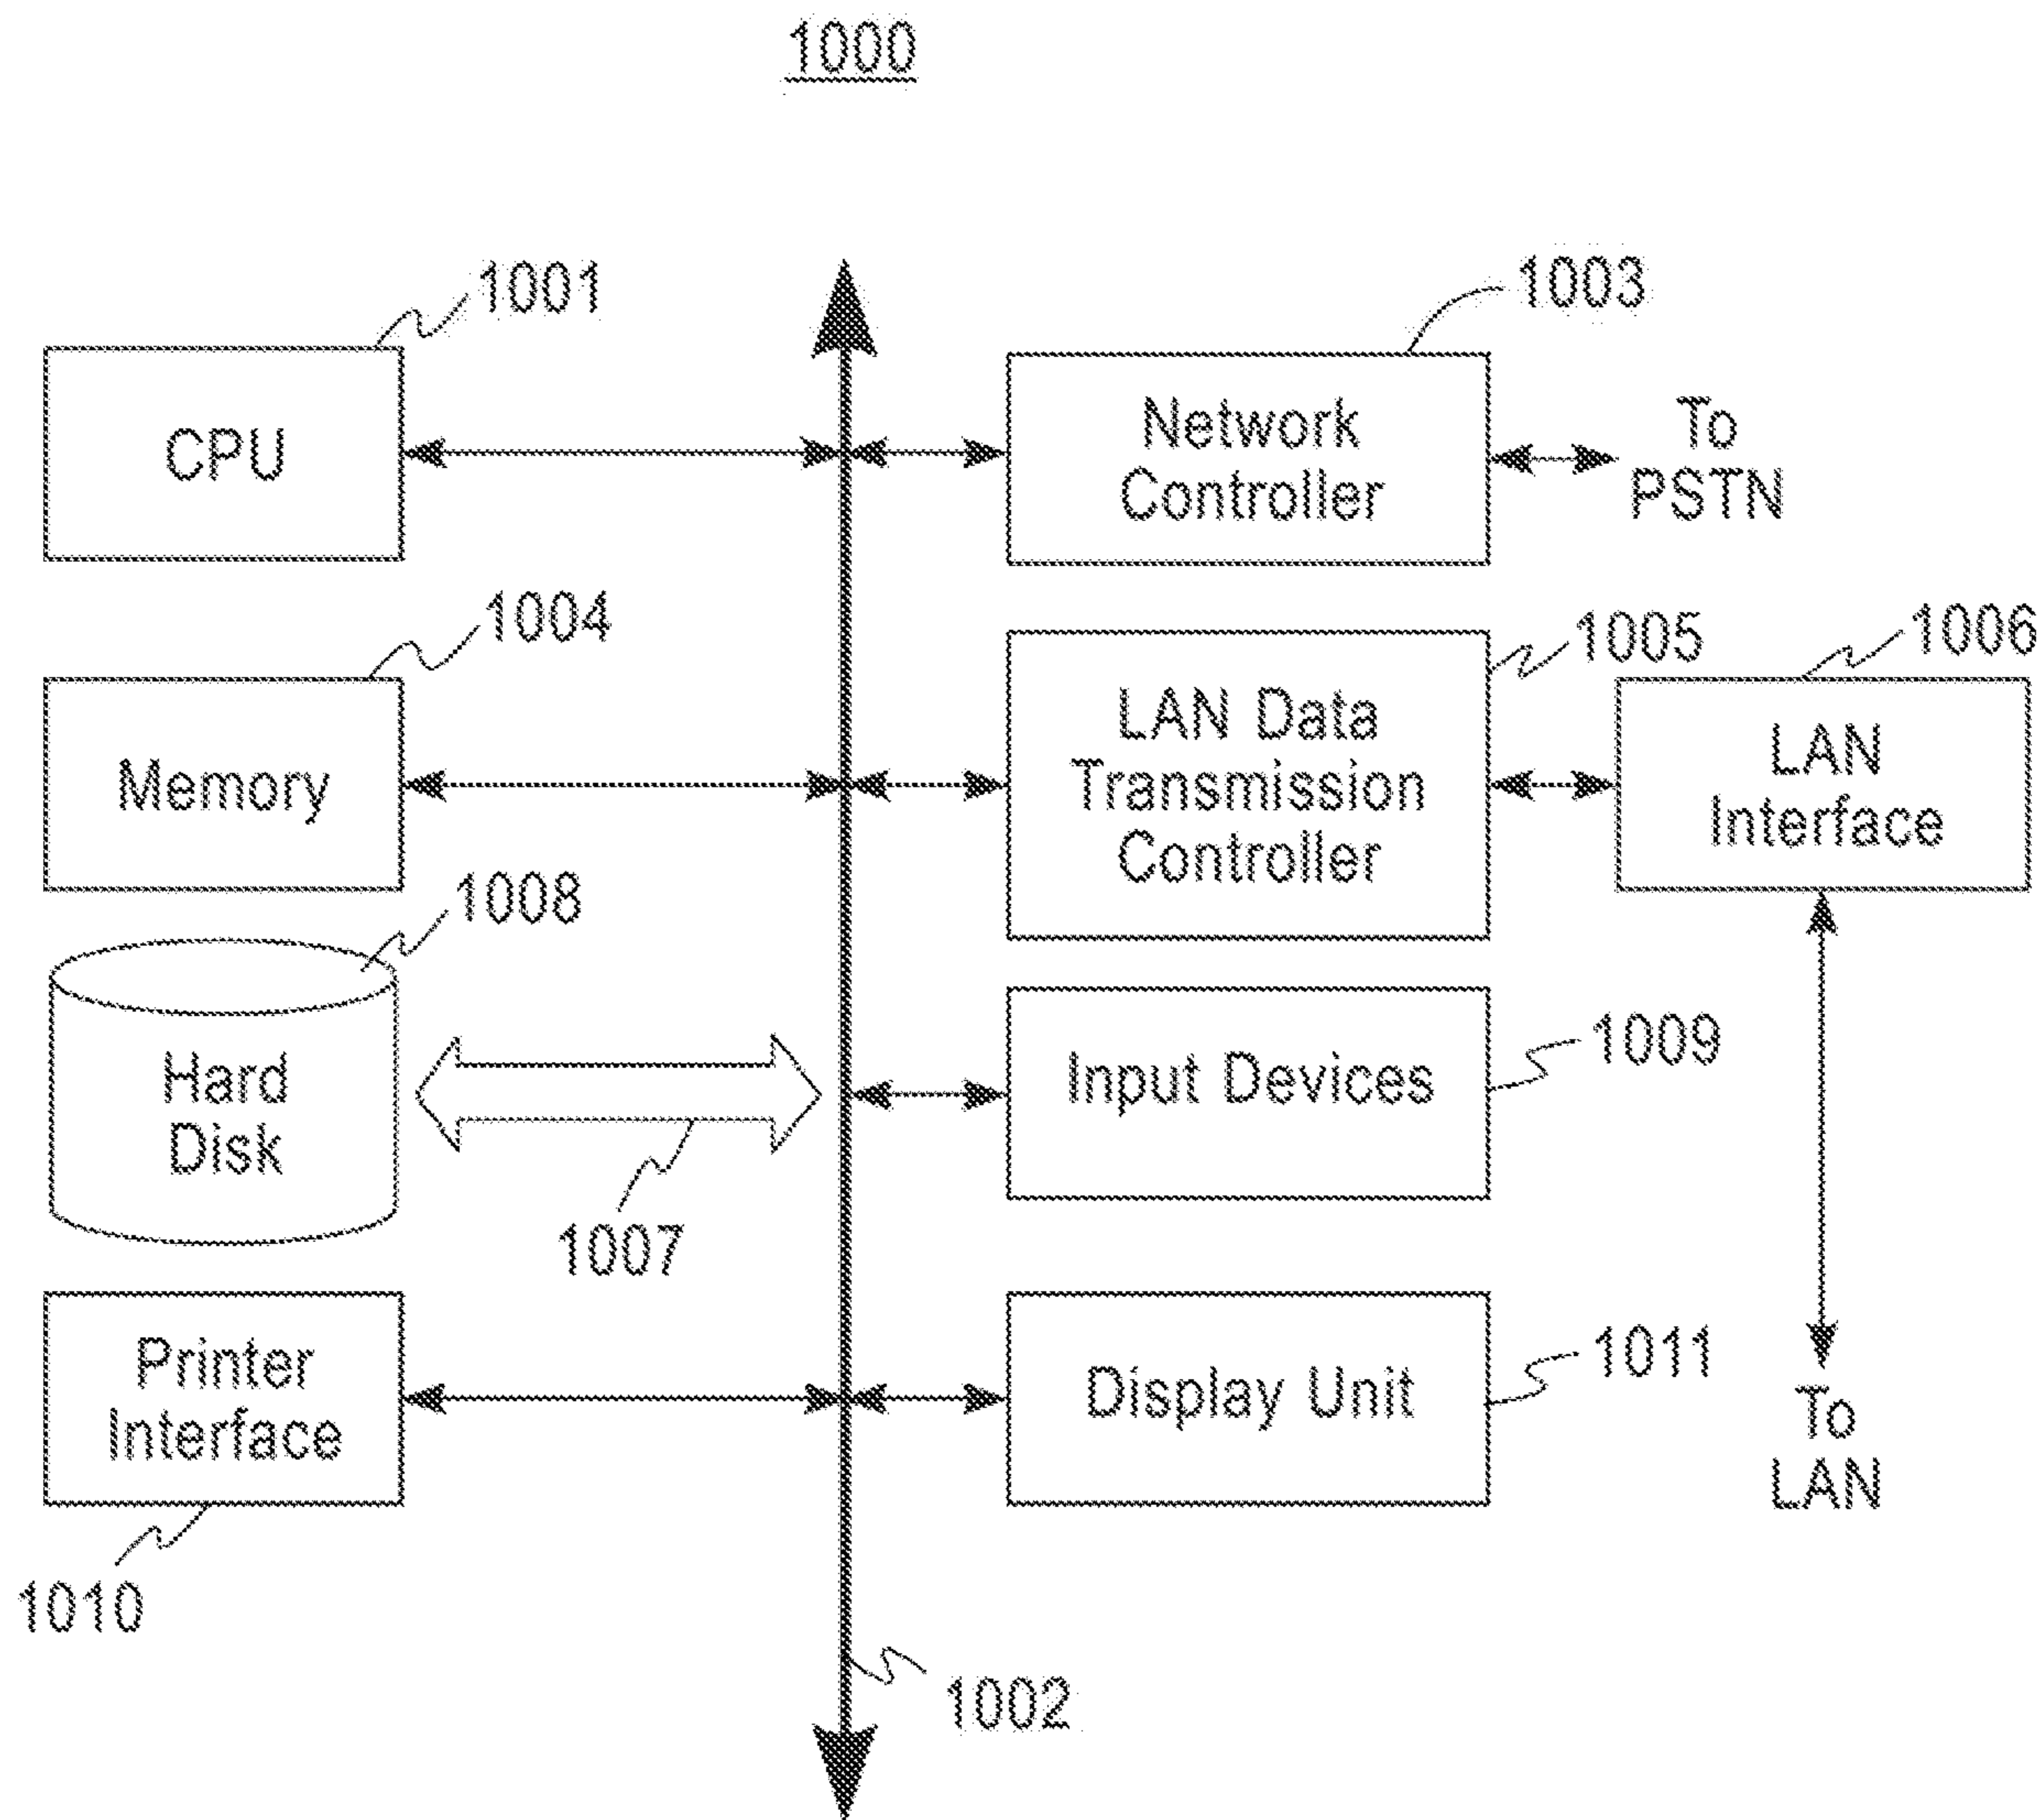 1000
1001
1003
CPU
Network
Controller
To
PSTN
1004
1005
1006
Memory
LAN Data
Transmission
Controller
LAN
Interface
1008
Hard
Disk
1007
Input Devices
1009
Printer
Interface
1010
Display Unit
1011
To
LAN
1002